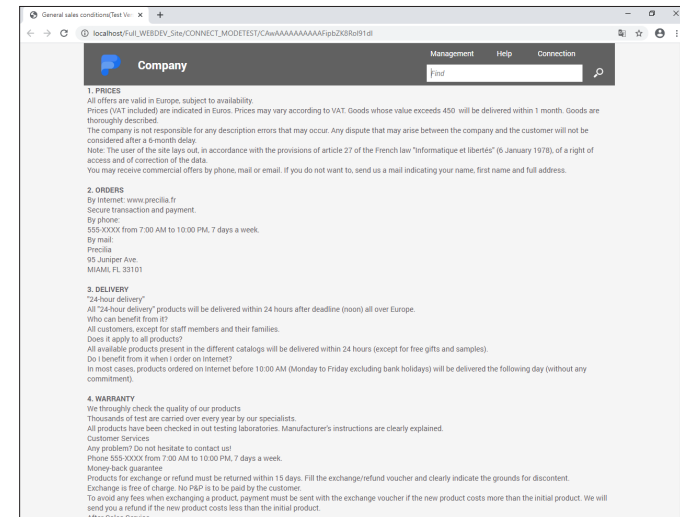 General sales conditions(Test Ver
localhost/Full_WEBDEV_Site/CONNECT_MODETEST/CAwAAAAAAAAAFipbZK8Rol91dI
Company
Management Help Connection
Find
1. PRICES
All offers are valid in Europe, subject to availability.
Prices (VAT included) are indicated in Euros. Prices may vary according to VAT. Goods whose value exceeds 450 will be delivered within 1 month. Goods are
thoroughly described.
The company is not responsible for any description errors that may occur. Any dispute that may arise between the company and the customer will not be
considered after a 6-month delay.
Note: The user of the site lays out, in accordance with the provisions of article 27 of the French law "Informatique et libertés" (6 January 1978), of a right of
access and of correction of the data.
You may receive commercial offers by phone, mail or email. If you do not want to, send us a mail indicating your name, first name and full address.
2. ORDERS
By Internet: www.precilia.fr
Secure transaction and payment.
By phone:
555-XXXX from 7:00 AM to 10:00 PM, 7 days a week.
By mail:
Precilia
95 Juniper Ave.
MIAMI, FL 33101
3. DELIVERY
"24-hour delivery"
All "24-hour delivery" products will be delivered within 24 hours after deadline (noon) all over Europe.
Who can benefit from it?
All customers, except for staff members and their families.
Does it apply to all products?
All available products present in the different catalogs will be delivered within 24 hours (except for free gifts and samples).
Do I benefit from it when I order on Internet?
In most cases, products ordered on Internet before 10:00 AM (Monday to Friday excluding bank holidays) will be delivered the following day (without any
commitment).
4. WARRANTY
We throughly check the quality of our products
Thousands of test are carried over every year by our specialists.
All products have been checked in out testing laboratories. Manufacturer's instructions are clearly explained.
Customer Services
Any problem? Do not hesitate to contact us!
Phone 555-XXXX from 7:00 AM to 10:00 PM, 7 days a week.
Money-back guarantee
Products for exchange or refund must be returned within 15 days. Fill the exchange/refund voucher and clearly indicate the grounds for discontent.
Exchange is free of charge. No P&P is to be paid by the customer.
To avoid any fees when exchanging a product, payment must be sent with the exchange voucher if the new product costs more than the initial product. We will
send you a refund if the new product costs less than the initial product.